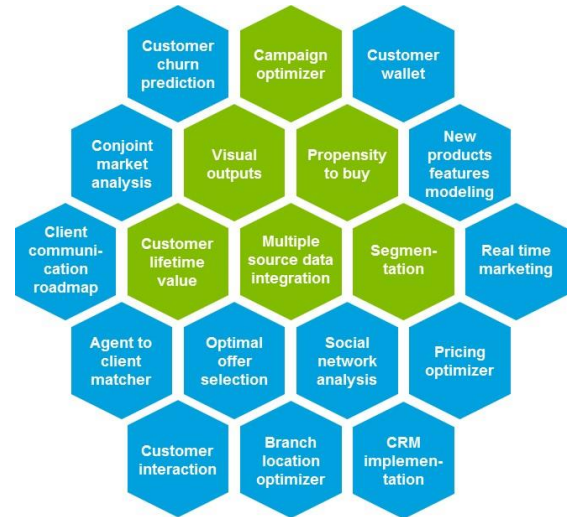 Customer
churn
prediction
Campaign
optimizer
Customer
wallet
Conjoint
market
analysis
Visual
outputs
Propensity
to buy
New
products
features
modeling
Client
communi-
cation
roadmap
Customer
lifetime
value
Multiple
source data
integration
Segmen-
tation
Real time
marketing
Agent to
client
matcher
Optimal
offer
selection
Social
network
analysis
Pricing
optimizer
Customer
interaction
Branch
location
optimizer
CRM
implemen-
tation